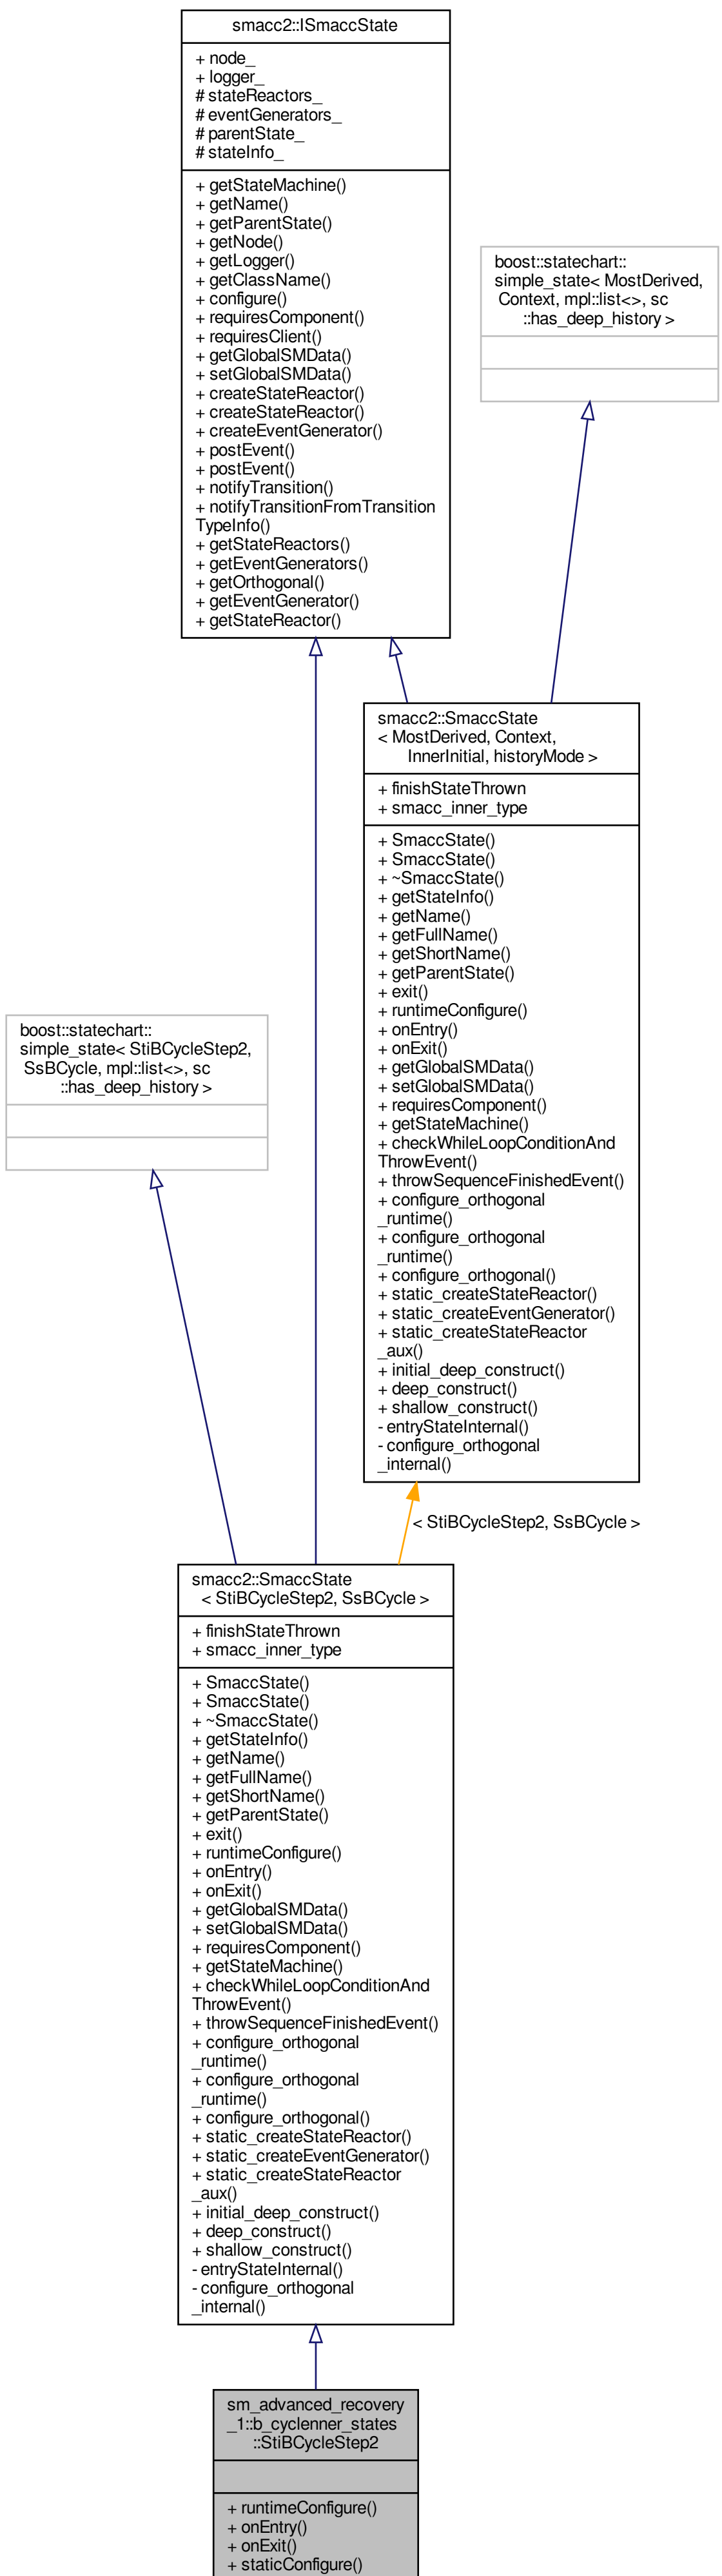 smacc2::ISmaccState
+ node_
+ logger_
# stateReactors_
# eventGenerators_
# parentState_
# stateInfo_
+ getStateMachine()
+ getName()
+ getParentState()
+ getNode()
+ getLogger()
+ getClassName()
+ configure()
+ requiresComponent()
+ requiresClient()
+ getGlobalSMData()
+ setGlobalSMData()
+ createStateReactor()
+ createStateReactor()
+ createEventGenerator()
+ postEvent()
+ postEvent()
+ notifyTransition()
+ notifyTransitionFromTransition
TypeInfo()
+ getStateReactors()
+ getEventGenerators()
+ getOrthogonal()
+ getEventGenerator()
+ getStateReactor()
boost::statechart::
simple_state< MostDerived,
Context, mpl::list<>, sc
::has_deep_history >
smacc2::SmaccState
< MostDerived, Context,
InnerInitial, historyMode >
+ finishStateThrown
+ smacc_inner_type
+ SmaccState()
+ SmaccState()
+ ~SmaccState()
+ getStateInfo()
+ getName()
+ getFullName()
+ getShortName()
+ getParentState()
+ exit()
+ runtimeConfigure()
+ onEntry()
+ onExit()
+ getGlobalSMData()
+ setGlobalSMData()
+ requiresComponent()
+ getStateMachine()
+ checkWhileLoopConditionAnd
ThrowEvent()
+ throwSequenceFinishedEvent()
+ configure_orthogonal
_runtime()
+ configure_orthogonal
_runtime()
+ configure_orthogonal()
+ static_createStateReactor()
+ static_createEventGenerator()
+ static_createStateReactor
_aux()
+ initial_deep_construct()
+ deep_construct()
+ shallow_construct()
- entryStateInternal()
- configure_orthogonal
_internal()
boost::statechart::
simple_state< StiBCycleStep2,
SsBCycle, mpl::list<>, sc
::has_deep_history >
< StiBCycleStep2, SsBCycle >
smacc2::SmaccState
< StiBCycleStep2, SsBCycle >
+ finishStateThrown
+ smacc_inner_type
+ SmaccState()
+ SmaccState()
+ ~SmaccState()
+ getStateInfo()
+ getName()
+ getFullName()
+ getShortName()
+ getParentState()
+ exit()
+ runtimeConfigure()
+ onEntry()
+ onExit()
+ getGlobalSMData()
+ setGlobalSMData()
+ requiresComponent()
+ getStateMachine()
+ checkWhileLoopConditionAnd
ThrowEvent()
+ throwSequenceFinishedEvent()
+ configure_orthogonal
_runtime()
+ configure_orthogonal
_runtime()
+ configure_orthogonal()
+ static_createStateReactor()
+ static_createEventGenerator()
+ static_createStateReactor
_aux()
+ initial_deep_construct()
+ deep_construct()
+ shallow_construct()
- entryStateInternal()
- configure_orthogonal
_internal()
sm_advanced_recovery
_1::b_cyclenner_states
::StiBCycleStep2
+ runtimeConfigure()
+ onEntry()
+ onExit()
+ staticConfigure()